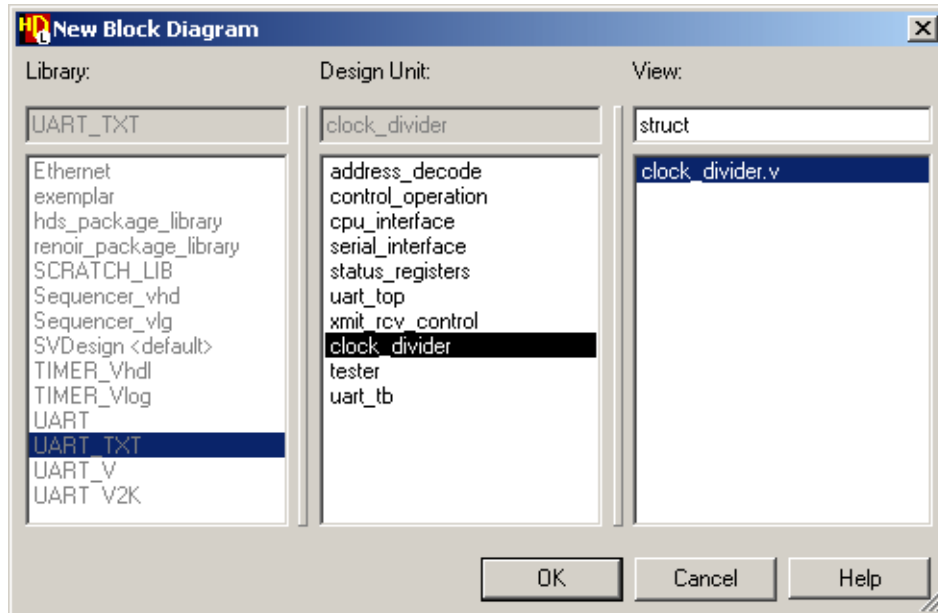 HDL New Block Diagram
Library:
Design Unit:
View:
UART_TXT
clock_divider
struct
Ethernet
exemplar
hds_package_library
renoir_package_library
SCRATCH_LIB
Sequencer_vhd
Sequencer_vlg
SVDesign <default>
TIMER_Vhdl
TIMER_Vlog
UART
UART_TXT
UART_V
UART_V2K
address_decode
control_operation
cpu_interface
serial_interface
status_registers
uart_top
xmit_rcv_control
clock_divider
tester
uart_tb
clock_divider.v
OK
Cancel
Help